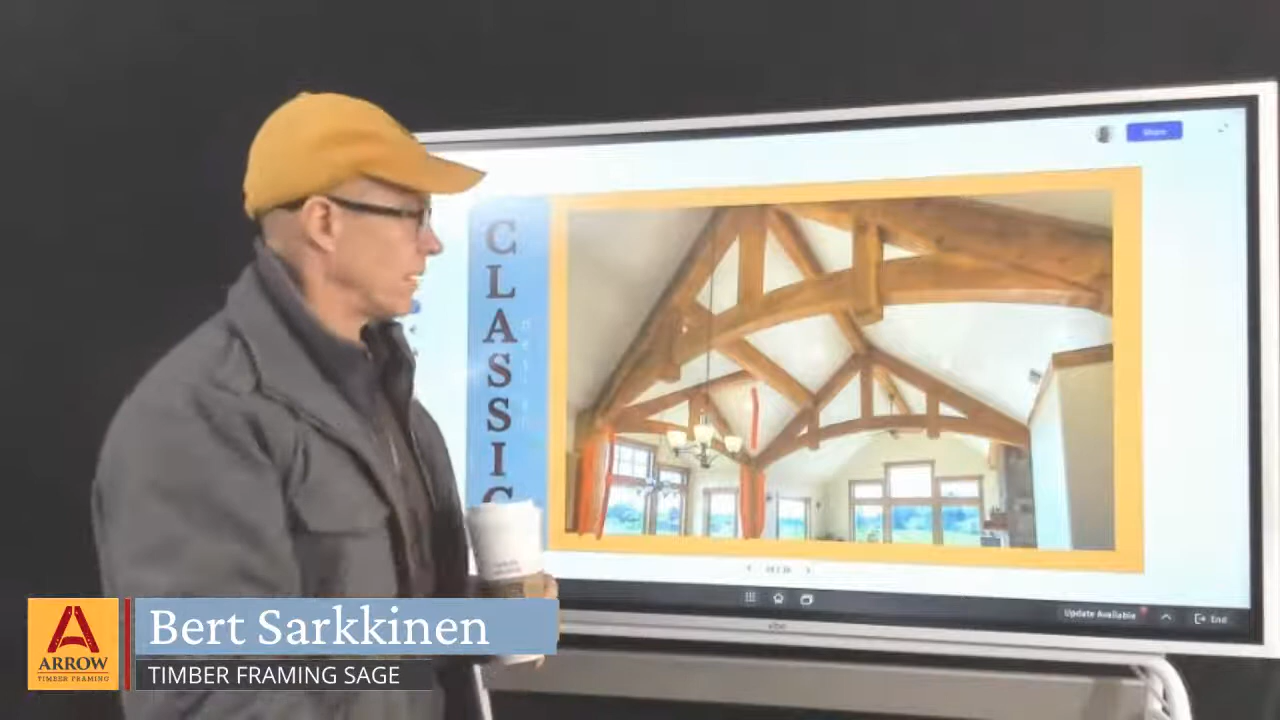 Share
CLASSIC
Update Available
End
Bert Sarkkinen
TIMBER FRAMING SAGE
ARROW
TIMBER FRAMING